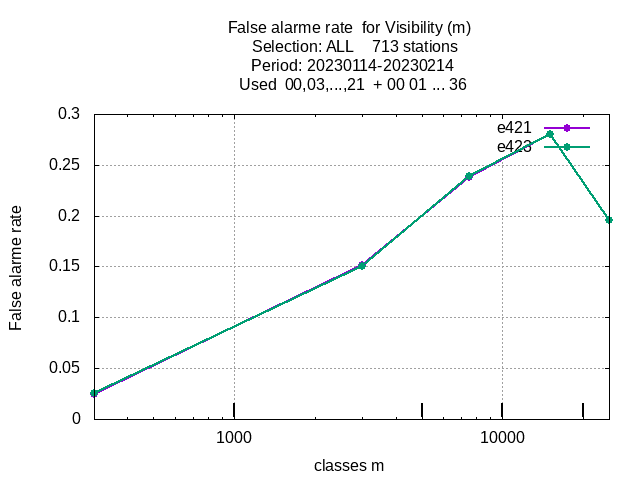 False alarme rate  for Visibility (m)
Selection: ALL    713 stations
Period: 20230114-20230214
Used  00,03,...,21  + 00 01 ... 36
0.3
e421
e423
0.25
0.2
0.15
0.1
0.05
0
False alarme rate
1000
10000
classes m